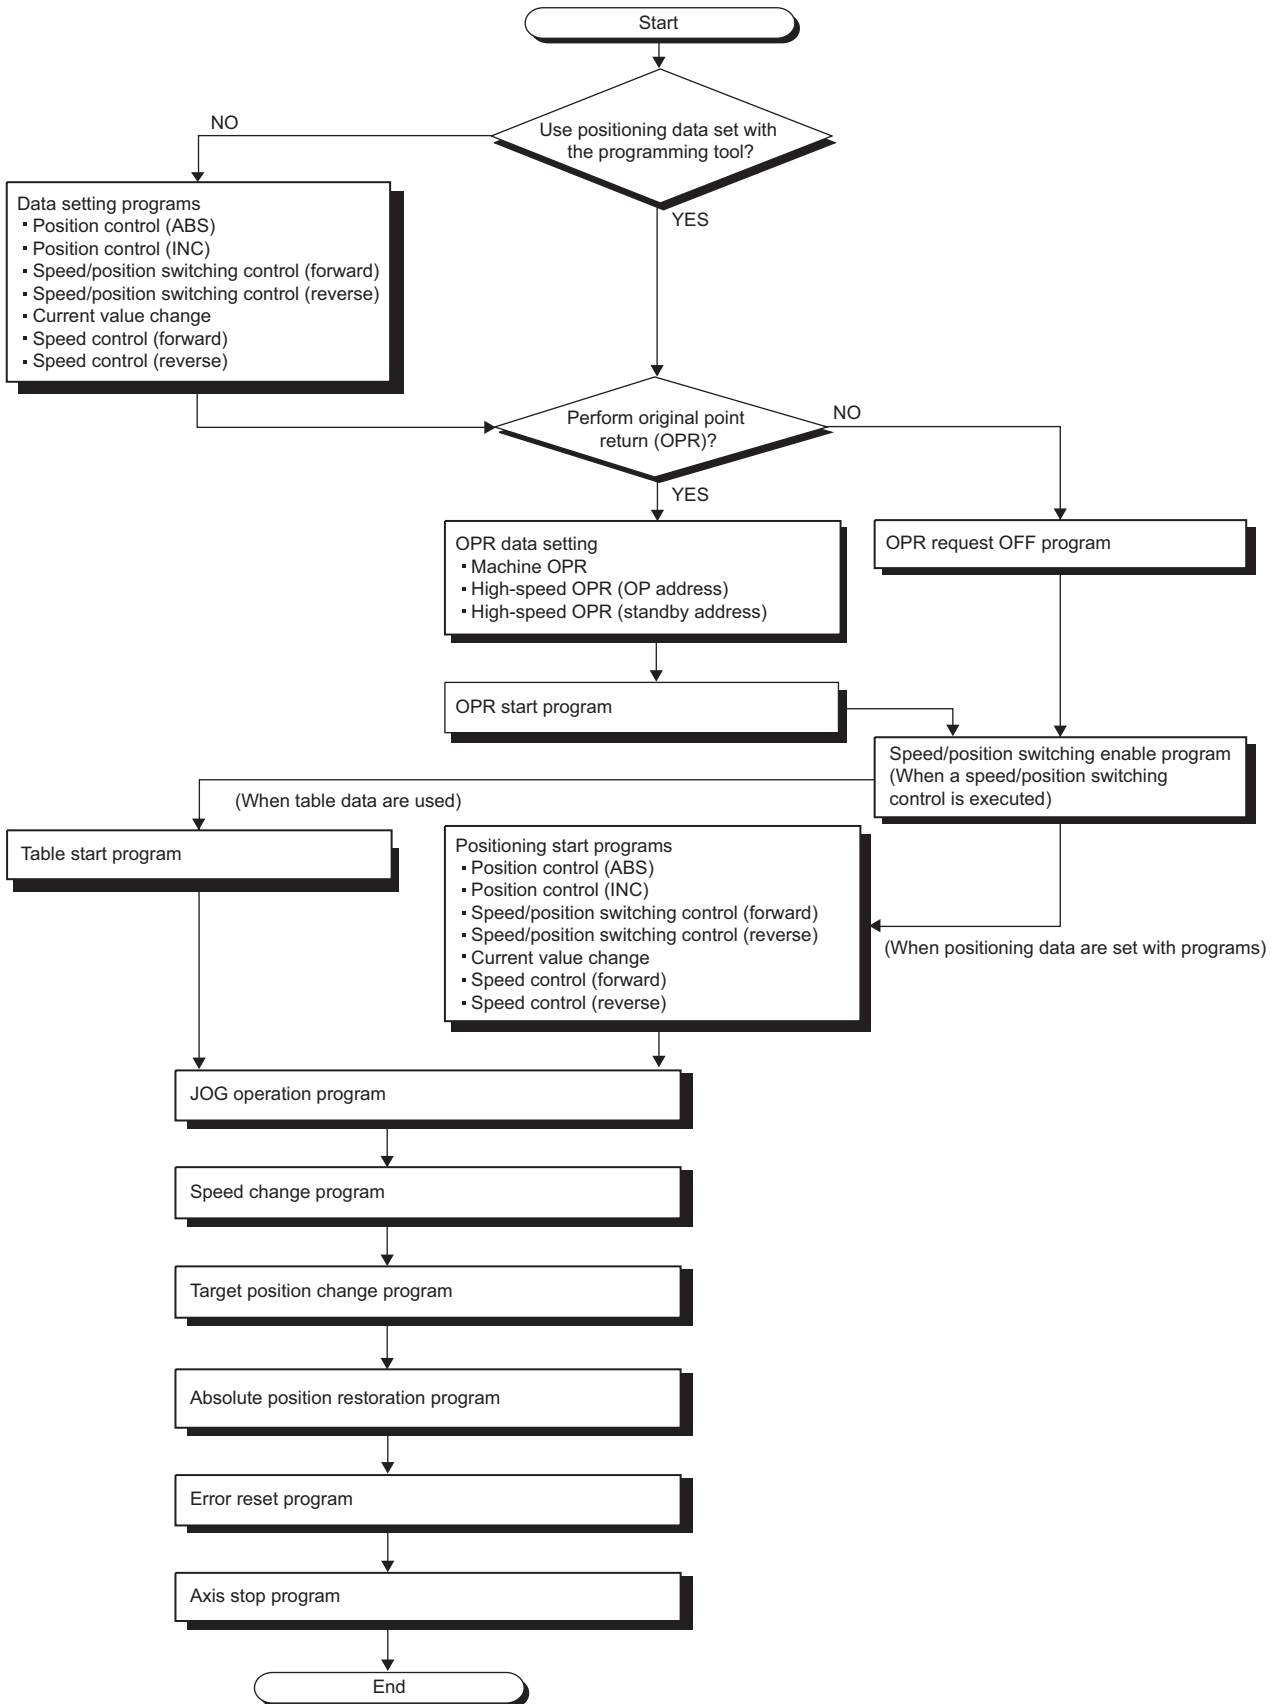 Start
Use positioning data set with
the programming tool?
NO
YES
Data setting programs
▪ Position control (ABS)
▪ Position control (INC)
▪ Speed/position switching control (forward)
▪ Speed/position switching control (reverse)
▪ Current value change
▪ Speed control (forward)
▪ Speed control (reverse)
Perform original point
return (OPR)?
NO
YES
OPR data setting
▪ Machine OPR
▪ High-speed OPR (OP address)
▪ High-speed OPR (standby address)
OPR request OFF program
OPR start program
Speed/position switching enable program
(When a speed/position switching
control is executed)
(When table data are used)
Table start program
Positioning start programs
▪ Position control (ABS)
▪ Position control (INC)
▪ Speed/position switching control (forward)
▪ Speed/position switching control (reverse)
▪ Current value change
▪ Speed control (forward)
▪ Speed control (reverse)
(When positioning data are set with programs)
JOG operation program
Speed change program
Target position change program
Absolute position restoration program
Error reset program
Axis stop program
End